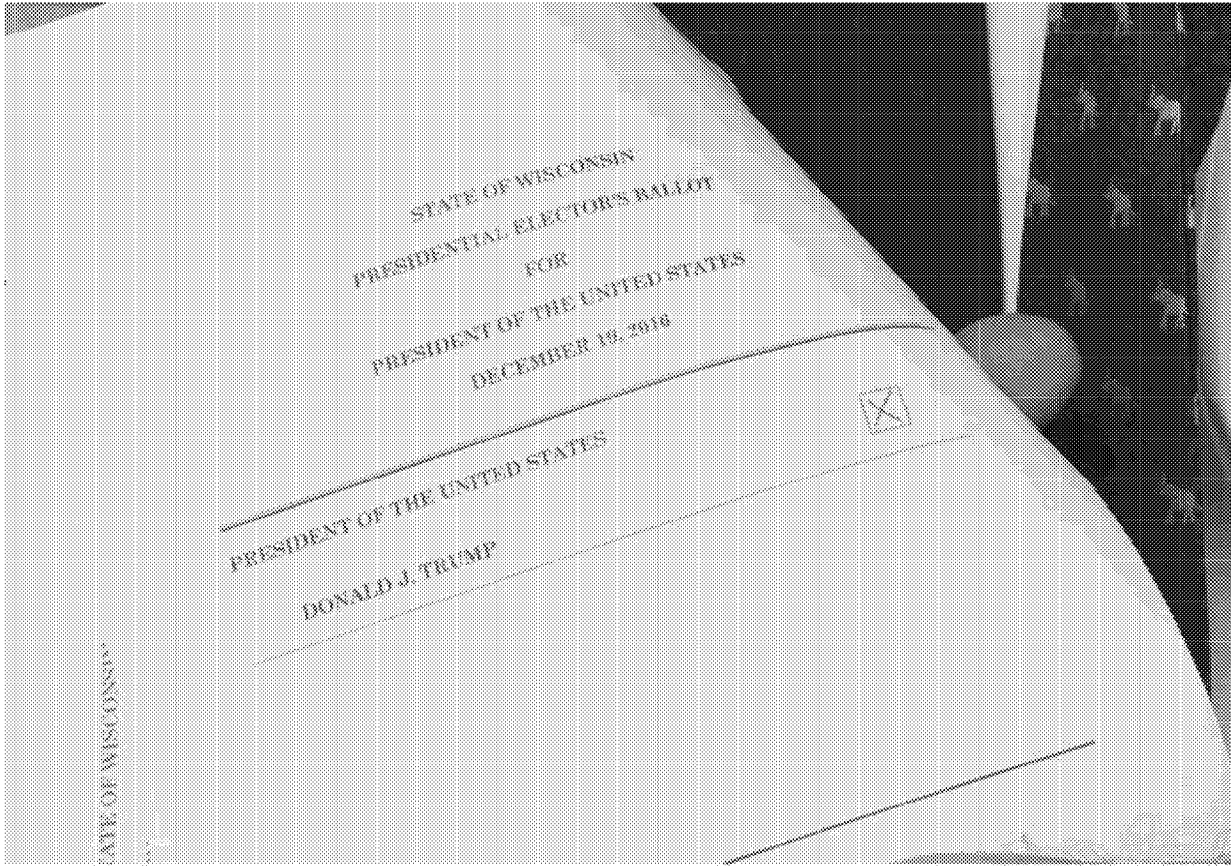 STATE OF WISCONSIN
PRESIDENTIAL ELECTOR'S BALLOT
FOR
PRESIDENT OF THE UNITED STATES
DECEMBER 19, 2016
PRESIDENT OF THE UNITED STATES
DONALD J. TRUMP
OF WISCONSIN